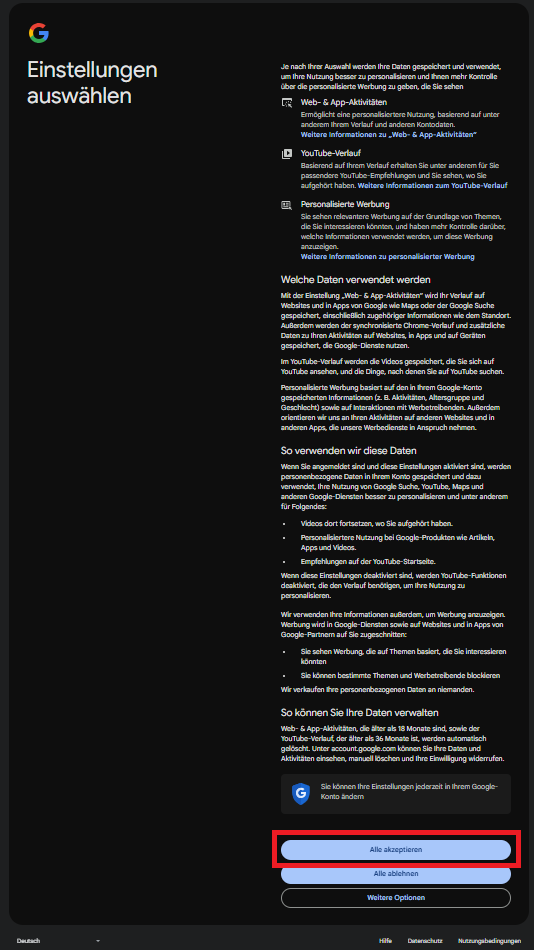 Einstellungen
auswählen
Je nach Ihrer Auswahl werden Ihre Daten gespeichert und verwendet,
um Ihre Nutzung besser zu personalisieren und Ihnen mehr Kontrolle
über die personalisierte Werbung zu geben, die Sie sehen
Web- & App-Aktivitäten
Ermöglicht eine personalisiertere Nutzung, basierend auf unter
anderem Ihrem Verlauf und anderen Kontodaten.
Weitere Informationen zu „Web- & App-Aktivitäten"
YouTube-Verlauf
Basierend auf Ihrem Verlauf erhalten Sie unter anderem für Sie
passendere YouTube-Empfehlungen und Sie sehen, wo Sie
aufgehört haben. Weitere Informationen zum YouTube-Verlauf
Personalisierte Werbung
Sie sehen relevantere Werbung auf der Grundlage von Themen,
die Sie interessieren könnten, und haben mehr Kontrolle darüber,
welche Informationen verwendet werden, um diese Werbung
anzuzeigen.
Weitere Informationen zu personalisierter Werbung
Welche Daten verwendet werden
Mit der Einstellung „Web- & App-Aktivitäten" wird Ihr Verlauf auf
Websites und in Apps von Google wie Maps oder der Google Suche
gespeichert, einschließlich zugehöriger Informationen wie dem Standort.
Außerdem werden der synchronisierte Chrome-Verlauf und zusätzliche
Daten zu Ihren Aktivitäten auf Websites, in Apps und auf Geräten
gespeichert, die Google-Dienste nutzen.
Im YouTube-Verlauf werden die Videos gespeichert, die Sie sich auf
YouTube ansehen, und die Dinge, nach denen Sie auf YouTube suchen.
Personalisierte Werbung basiert auf den in Ihrem Google-Konto
gespeicherten Informationen (z. B. Aktivitäten, Altersgruppe und
Geschlecht) sowie auf Interaktionen mit Werbetreibenden. Außerdem
orientieren wir uns an Ihren Aktivitäten auf anderen Websites und in
anderen Apps, die unsere Werbedienste in Anspruch nehmen.
So verwenden wir diese Daten
Wenn Sie angemeldet sind und diese Einstellungen aktiviert sind, werden
personenbezogene Daten in Ihrem Konto gespeichert und dazu
verwendet, Ihre Nutzung von Google Suche, YouTube, Maps und
anderen Google-Diensten besser zu personalisieren und unter anderem
für Folgendes:
• Videos dort fortsetzen, wo Sie aufgehört haben.
• Personalisiertere Nutzung bei Google-Produkten wie Artikeln,
Apps und Videos.
• Empfehlungen auf der YouTube-Startseite.
Wenn diese Einstellungen deaktiviert sind, werden YouTube-Funktionen
deaktiviert, die den Verlauf benötigen, um Ihre Nutzung zu
personalisieren.
Wir verwenden Ihre Informationen außerdem, um Werbung anzuzeigen.
Werbung wird in Google-Diensten sowie auf Websites und in Apps von
Google-Partnern auf Sie zugeschnitten:
• Sie sehen Werbung, die auf Themen basiert, die Sie interessieren
könnten
• Sie können bestimmte Themen und Werbetreibende blockieren
Wir verkaufen Ihre personenbezogenen Daten an niemanden.
So können Sie Ihre Daten verwalten
Web- & App-Aktivitäten, die älter als 18 Monate sind, sowie der
YouTube-Verlauf, der älter als 36 Monate ist, werden automatisch
gelöscht. Unter account.google.com können Sie Ihre Daten und
Aktivitäten einsehen, manuell löschen und Ihre Einwilligung widerrufen.
Sie können Ihre Einstellungen jederzeit in Ihrem Google-
Konto ändern
Alle akzeptieren
Alle ablehnen
Weitere Optionen
Deutsch
Hilfe Datenschutz Nutzungsbedingungen